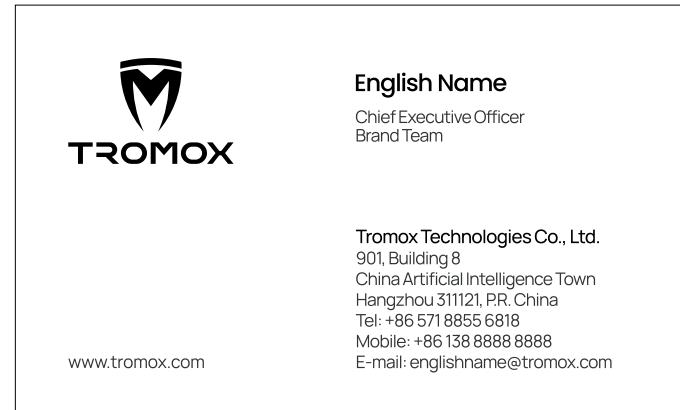 TROMOX
www.tromox.com
English Name
Chief Executive Officer
Brand Team
Tromox Technologies Co., Ltd.
901, Building 8
China Artificial Intelligence Town
Hangzhou 311121, P.R. China
Tel: +86 571 8855 6818
Mobile: +86 138 8888 8888
E-mail: englishname@tromox.com